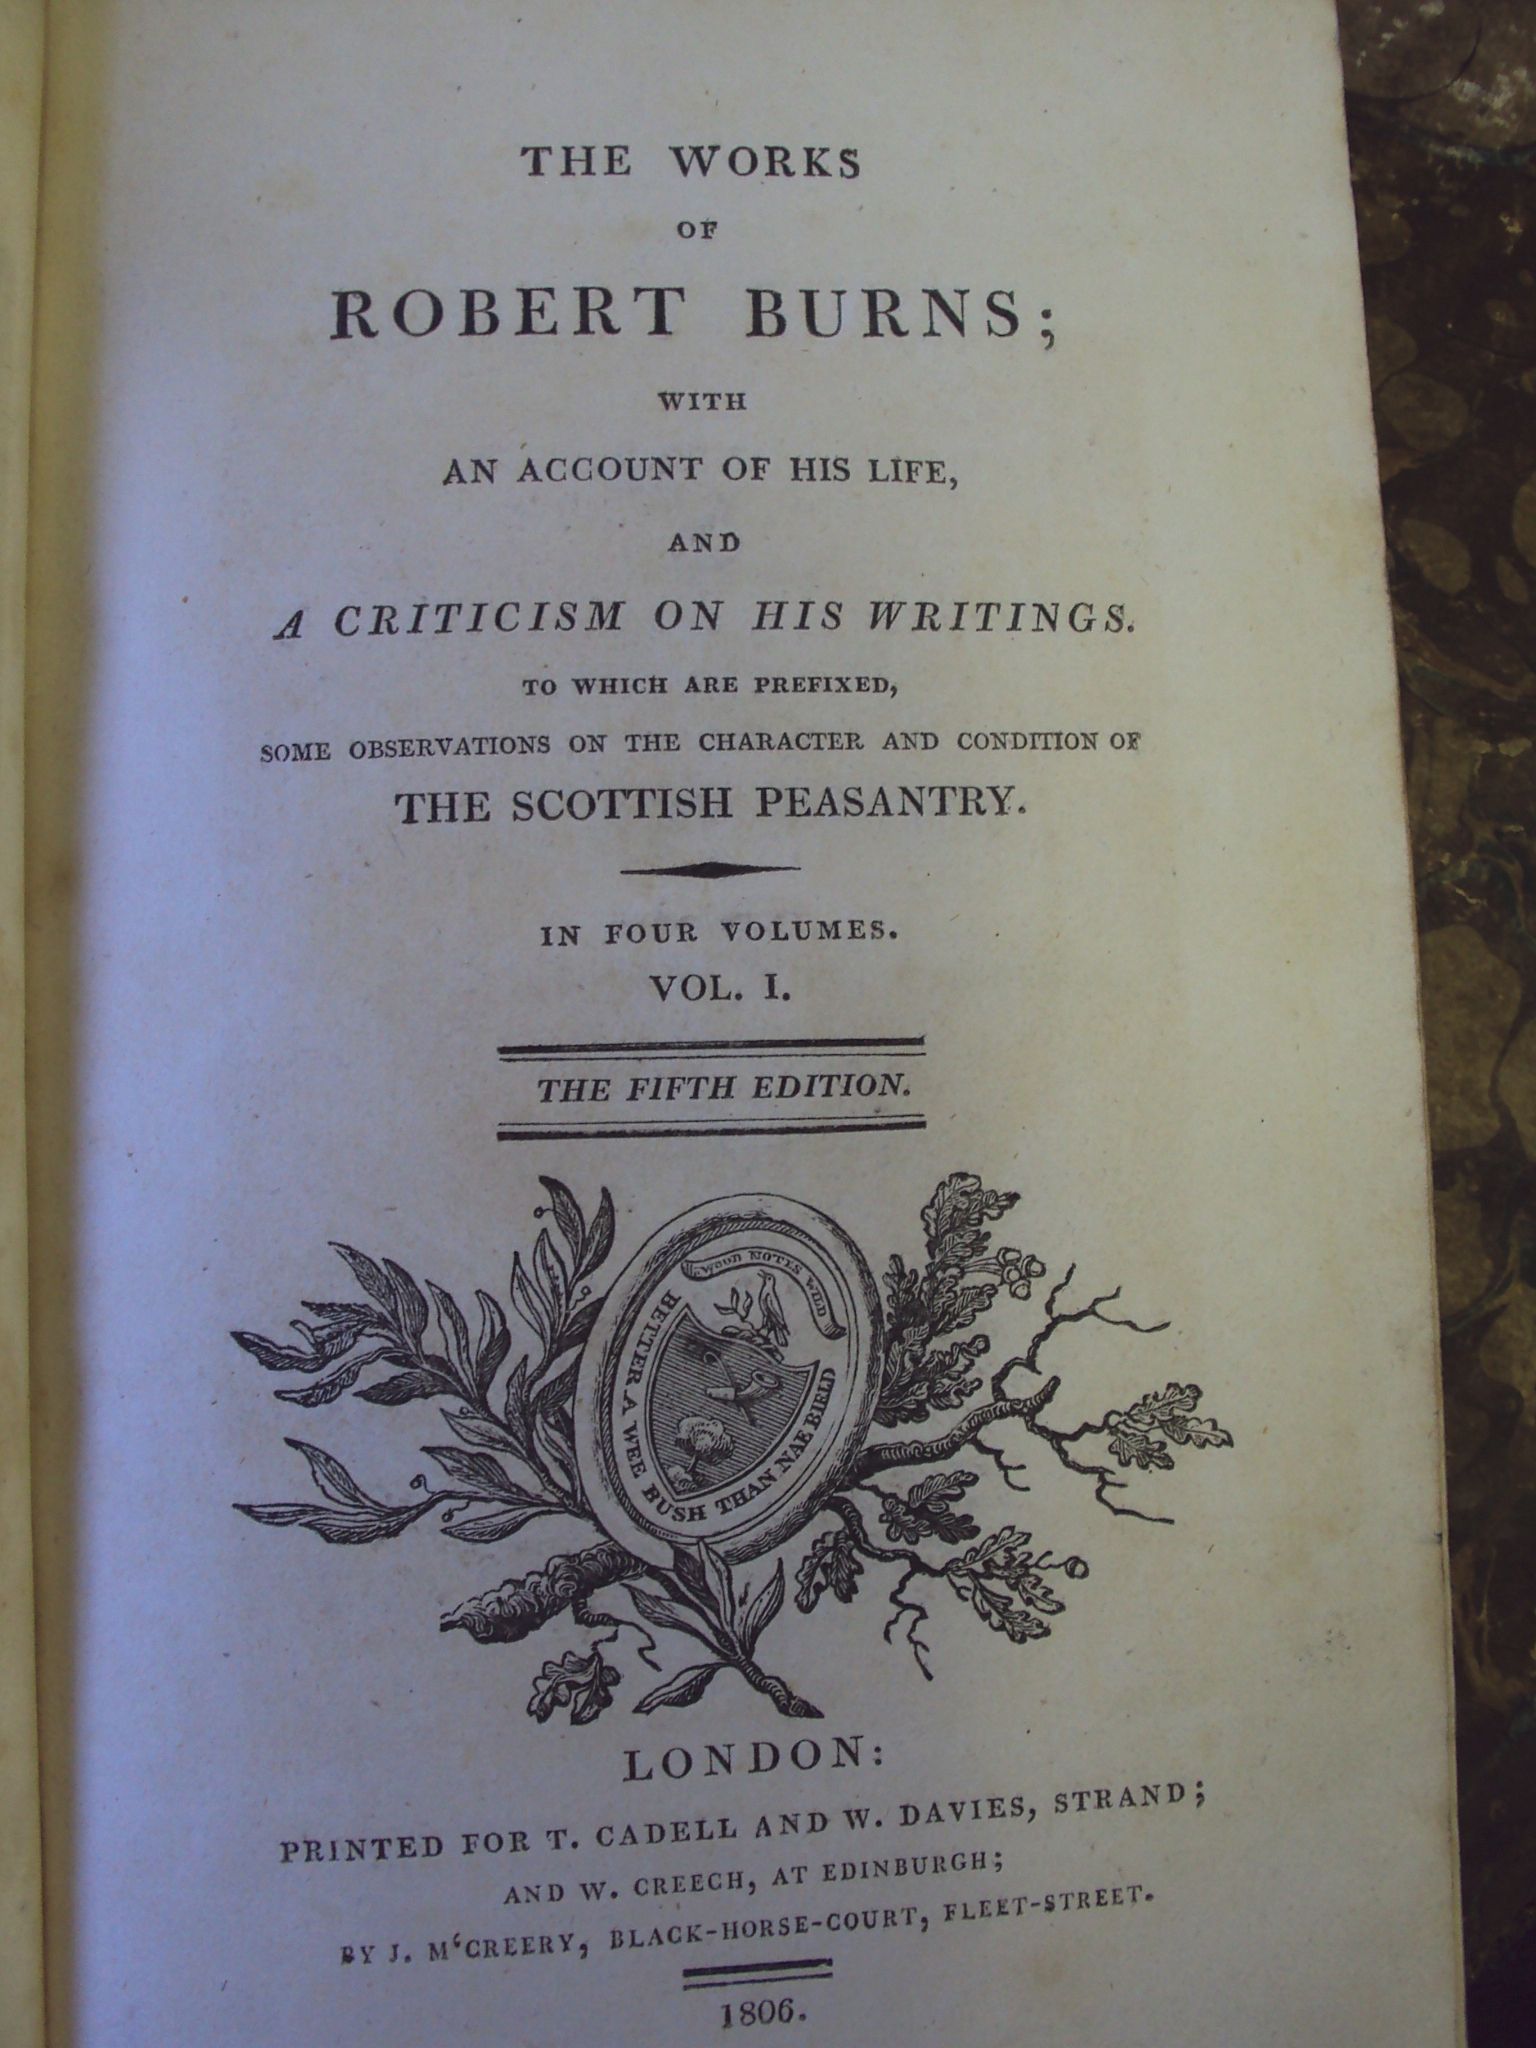 THE WORKS
OF
ROBERT BURNS;
WITH
AN ACCOUNT OF HIS LIFE,
AND
A CRITICISM ON HIS WRITINGS.
TO WHICH ARE PREFIXED,
SOME OBSERVATIONS ON THE CHARACTER AND CONDITION OF
THE SCOTTISH PEASANTRY.
IN FOUR VOLUMES.
VOL. I.
THE FIFTH EDITION.
WOOD NOTES WILD
BETTER A WEE BUSH THAN NAE BIELD
LONDON:
PRINTED FOR T. CADELL AND W. DAVIES, STRAND;
AND W. CREECH, AT EDINBURGH;
BY J. M‘CREERY, BLACK-HORSE-COURT, FLEET-STREET.
1806.